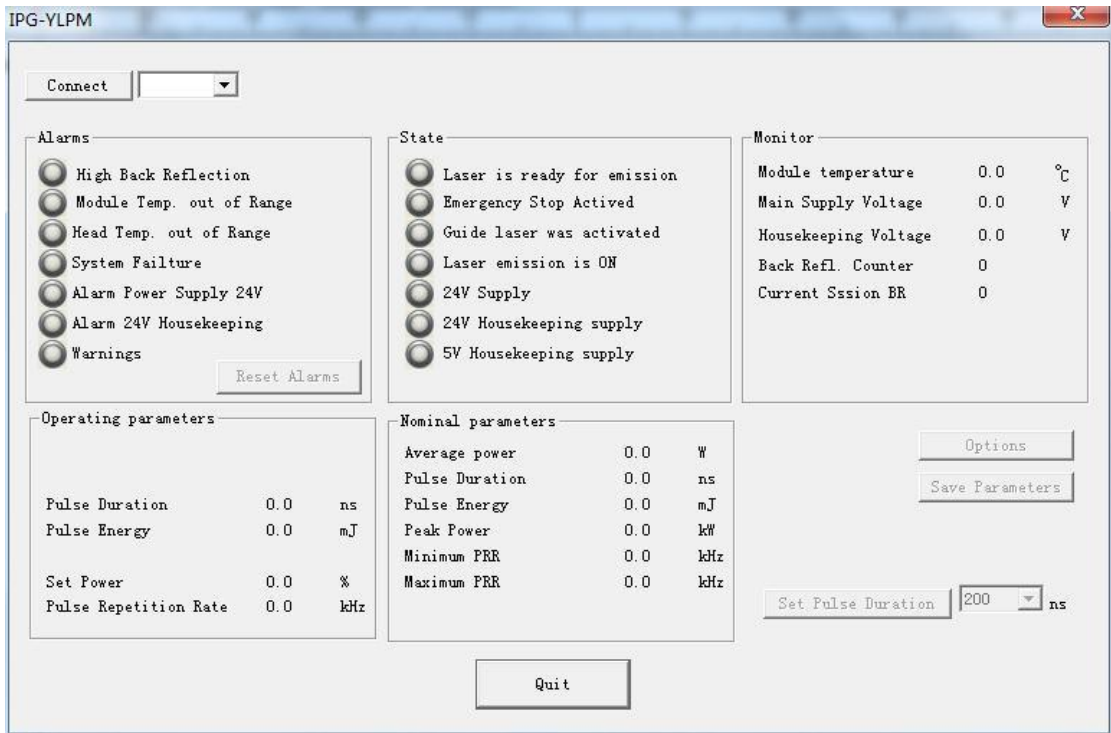 IPG-YLPM
Connect
Alarms
High Back Reflection
Module Temp. out of Range
Head Temp. out of Range
System Failture
Alarm Power Supply 24V
Alarm 24V Housekeeping
Warnings
Reset Alarms
State
Laser is ready for emission
Emergency Stop Actived
Guide laser was activated
Laser emission is ON
24V Supply
24V Housekeeping supply
5V Housekeeping supply
Monitor
Module temperature 0.0 ℃
Main Supply Voltage 0.0 V
Housekeeping Voltage 0.0 V
Back Refl. Counter 0
Current Sssion BR 0
Operating parameters
Pulse Duration 0.0 ns
Pulse Energy 0.0 mJ
Set Power 0.0 %
Pulse Repetition Rate 0.0 kHz
Nominal parameters
Average power 0.0 W
Pulse Duration 0.0 ns
Pulse Energy 0.0 mJ
Peak Power 0.0 kW
Minimum PRR 0.0 kHz
Maximum PRR 0.0 kHz
Options
Save Parameters
Set Pulse Duration 200 ns
Quit